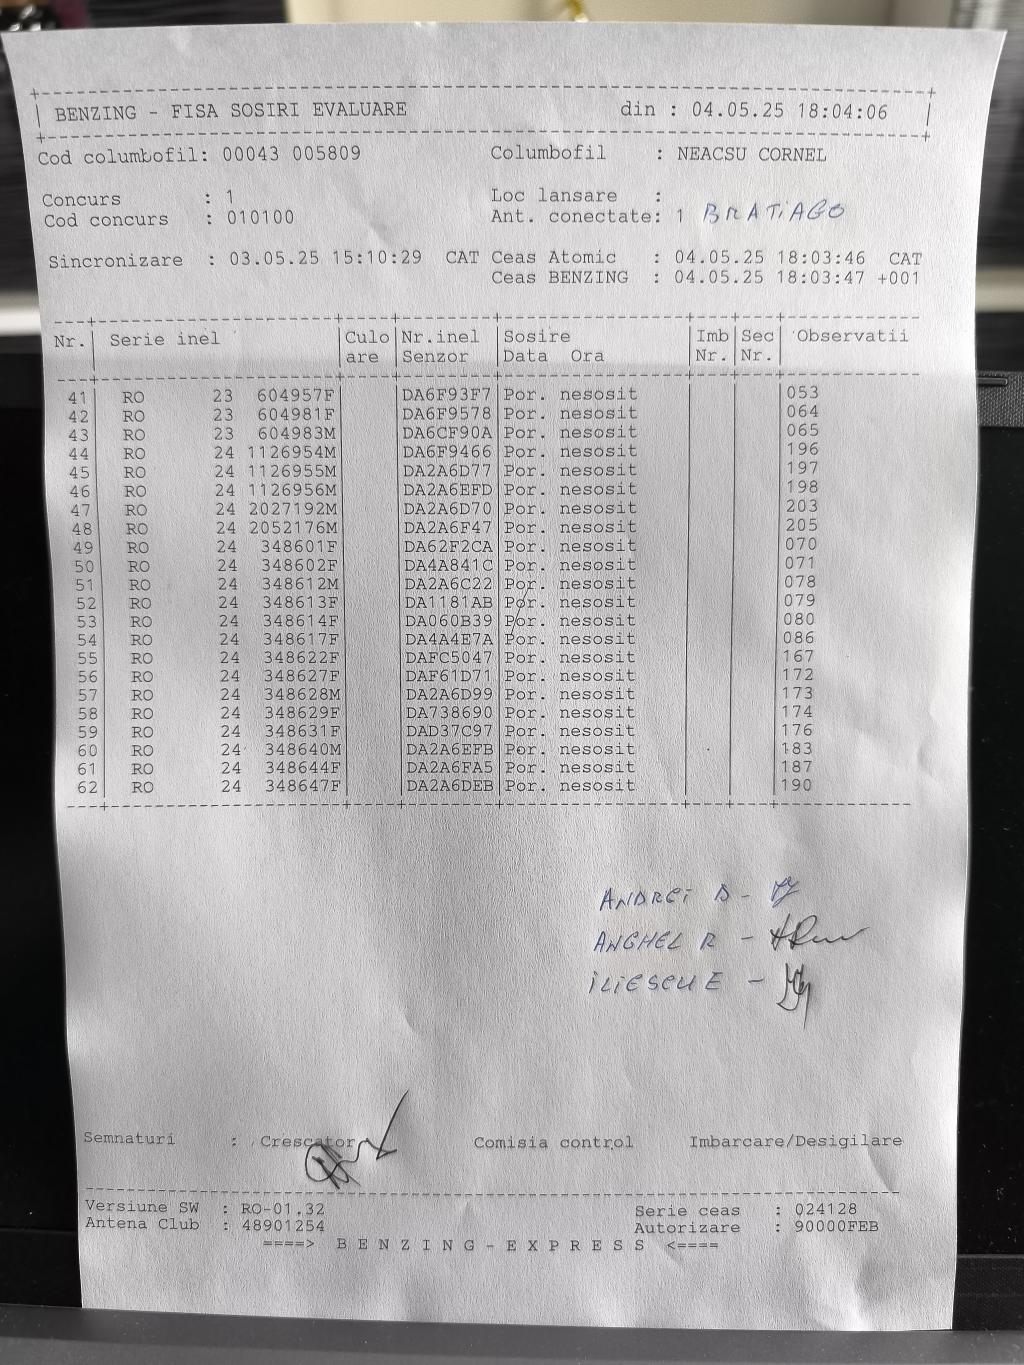 BENZING - FISA SOSIRI EVALUARE din : 04.05.25 18:04:06
Cod columbofil: 00043 005809 Columbofil : NEACSU CORNEL
Concurs : 1 Loc lansare :
Cod concurs : 010100 Ant. conectate: 1 BRATiAGO
Sincronizare : 03.05.25 15:10:29 CAT Ceas Atomic : 04.05.25 18:03:46 CAT
Ceas BENZING : 04.05.25 18:03:47 +001
Nr. Serie inel Culo Nr.inel Sosire Imb Sec Observatii
are Senzor Data Ora Nr. Nr.
41 RO 23 604957F DA6F93F7 Por. nesosit 053
42 RO 23 604981F DA6F9578 Por. nesosit 064
43 RO 23 604983M DA6CF90A Por. nesosit 065
44 RO 24 1126954M DA6F9466 Por. nesosit 196
45 RO 24 1126955M DA2A6D77 Por. nesosit 197
46 RO 24 1126956M DA2A6EFD Por. nesosit 198
47 RO 24 2027192M DA2A6D70 Por. nesosit 203
48 RO 24 2052176M DA2A6F47 Por. nesosit 205
49 RO 24 348601F DA62F2CA Por. nesosit 070
50 RO 24 348602F DA4A841C Por. nesosit 071
51 RO 24 348612M DA2A6C22 Por. nesosit 078
52 RO 24 348613F DA1181AB Por. nesosit 079
53 RO 24 348614F DA060B39 Por. nesosit 080
54 RO 24 348617F DA4A4E7A Por. nesosit 086
55 RO 24 348622F DAFC5047 Por. nesosit 167
56 RO 24 348627F DAF61D71 Por. nesosit 172
57 RO 24 348628M DA2A6D99 Por. nesosit 173
58 RO 24 348629F DA738690 Por. nesosit 174
59 RO 24 348631F DAD37C97 Por. nesosit 176
60 RO 24 348640M DA2A6EFB Por. nesosit 183
61 RO 24 348644F DA2A6FA5 Por. nesosit 187
62 RO 24 348647F DA2A6DEB Por. nesosit 190
ANDREi D -
ANGHEL R -
iLiESCU E -
Semnaturi : Crescator Comisia control Imbarcare/Desigilare
Versiune SW : RO-01.32 Serie ceas : 024128
Antena Club : 48901254 Autorizare : 90000FEB
====> B E N Z I N G - E X P R E S S <====